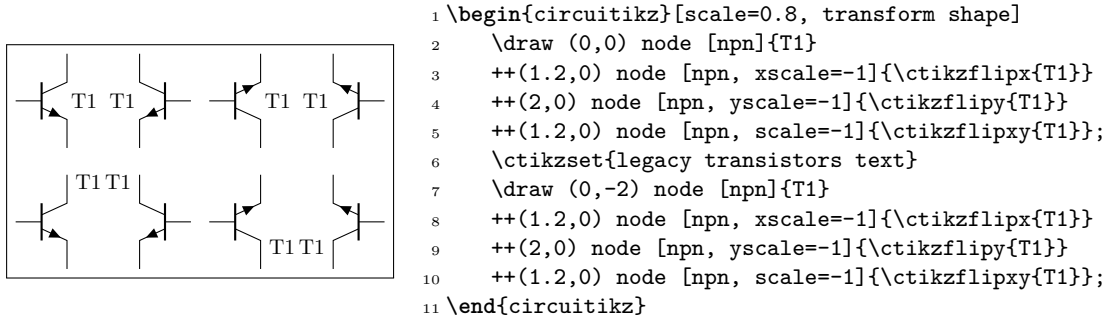 T1 T1 T1 T1
T1 T1
T1 T1
1 \begin{circuitikz}[scale=0.8, transform shape]
2     \draw (0,0) node [npn]{T1}
3     ++(1.2,0) node [npn, xscale=-1]{\ctikzflipx{T1}}
4     ++(2,0) node [npn, yscale=-1]{\ctikzflipy{T1}}
5     ++(1.2,0) node [npn, scale=-1]{\ctikzflipxy{T1}};
6     \ctikzset{legacy transistors text}
7     \draw (0,-2) node [npn]{T1}
8     ++(1.2,0) node [npn, xscale=-1]{\ctikzflipx{T1}}
9     ++(2,0) node [npn, yscale=-1]{\ctikzflipy{T1}}
10     ++(1.2,0) node [npn, scale=-1]{\ctikzflipxy{T1}};
11 \end{circuitikz}